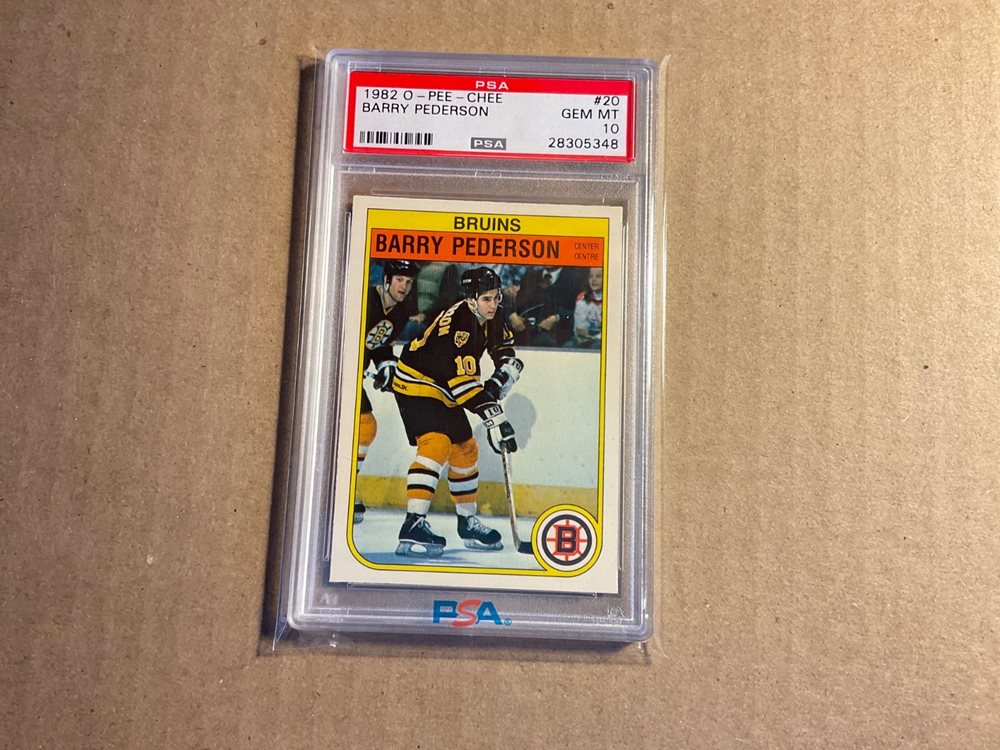 PSA
1982 O-PEE-CHEE #20
BARRY PEDERSON GEM MT
10
PSA 28305348
BRUINS
BARRY PEDERSON
CENTER
CENTRE
10
10
B
PSA